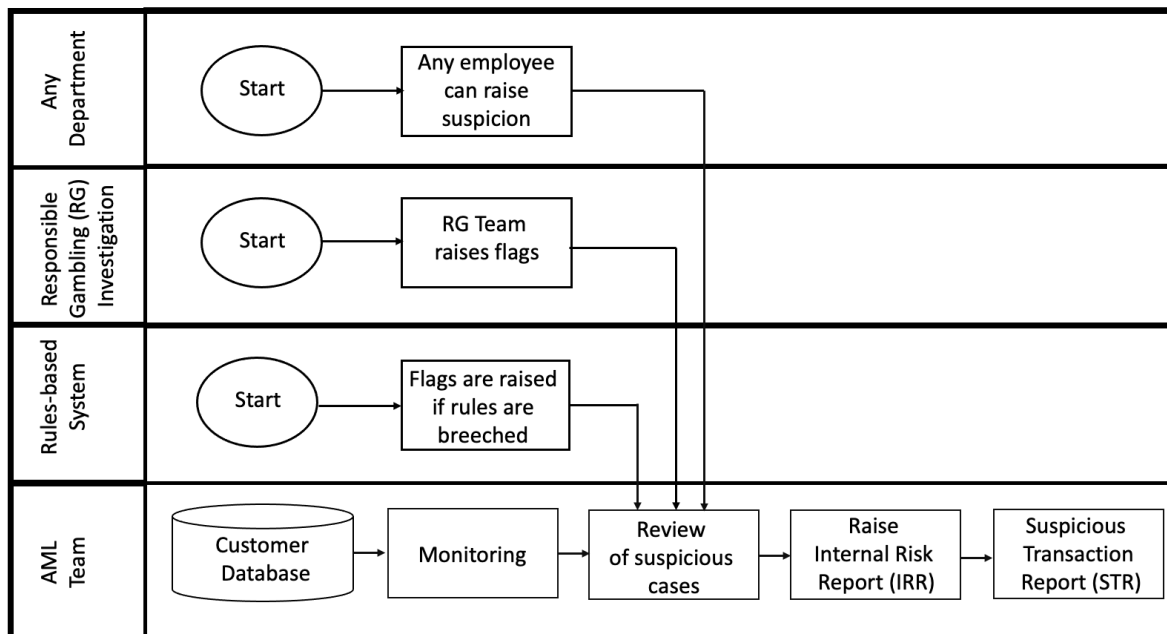 Any
Department
Start
Any employee
can raise
suspicion
Responsible
Gambling (RG)
Investigation
Start
RG Team
raises flags
Rules-based
System
Start
Flags are raised
if rules are
breeched
AML
Team
Customer
Database
Monitoring
Review
of suspicious
cases
Raise
Internal Risk
Report (IRR)
Suspicious
Transaction
Report (STR)